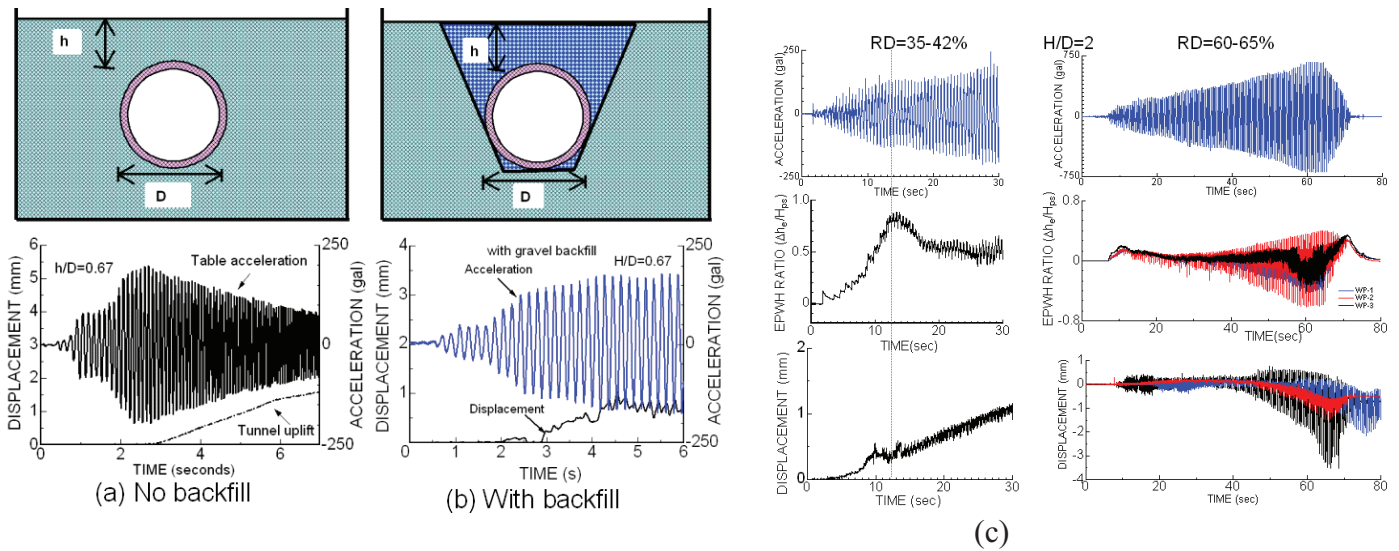 h
D
6
5
4
3
2
1
0
DISPLACEMENT (mm)
h/D=0.67
Table acceleration
Tunnel uplift
250
0
-250
ACCELERATION (gal)
0 2 4 6
TIME (seconds)
(a) No backfill
h
D
4
3
2
1
0
DISPLACEMENT (mm)
with gravel backfill
Acceleration
H/D=0.67
Displacement
250
0
-250
ACCELERATION (gal)
0 1 2 3 4 5 6
TIME (s)
(b) With backfill
RD=35-42%
250
0
-250
ACCELERATION (gal)
0 10 20 30
TIME (sec)
1.0
0.5
0.0
EPWH RATIO (Δhe/Hps)
0 10 20 30
TIME(sec)
2
1
0
DISPLACEMENT (mm)
0 10 20 30
TIME (sec)
H/D=2
RD=60-65%
750
0
-750
ACCELERATION (gal)
0 20 40 60 80
TIME (sec)
0.8
0.0
-0.8
EPWH RATIO (Δhe/Hps)
WP-1
WP-2
WP-3
0 20 40 60 80
TIME (sec)
1
0
-1
-2
-3
-4
DISPLACEMENT (mm)
0 20 40 60 80
TIME (sec)
(c)